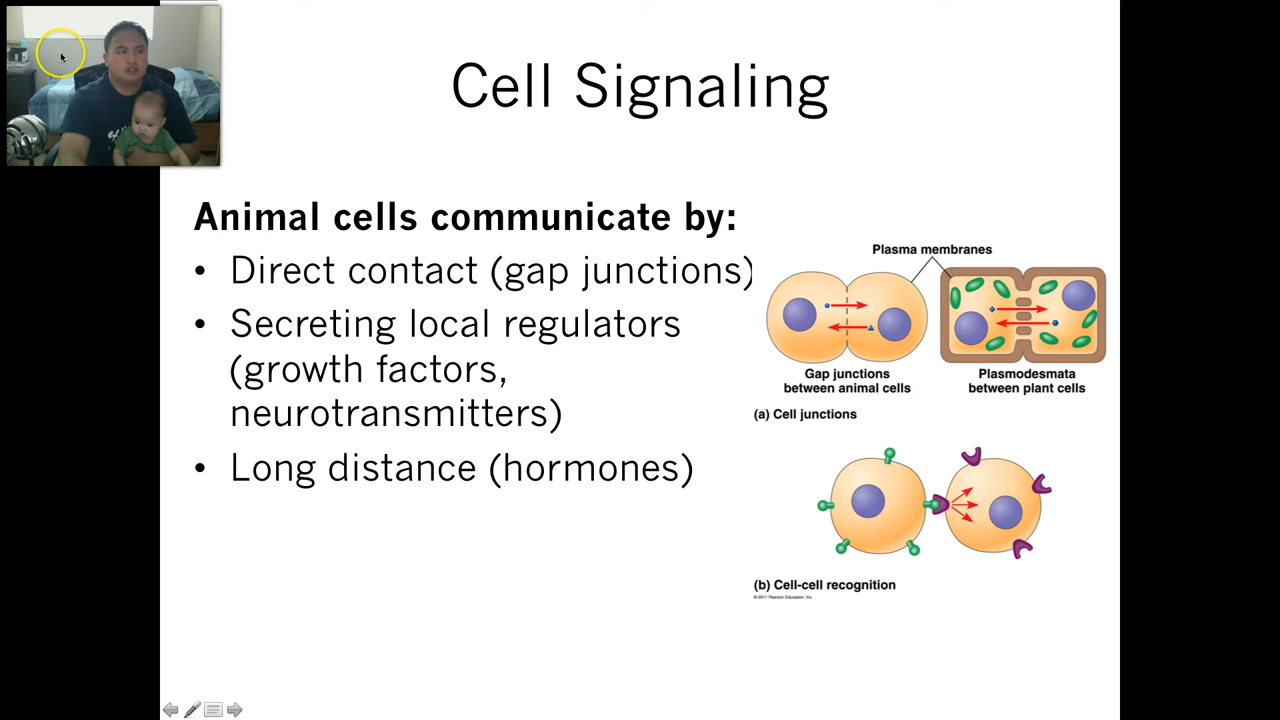 Cell Signaling
Animal cells communicate by:
• Direct contact (gap junctions)
• Secreting local regulators
(growth factors,
neurotransmitters)
• Long distance (hormones)
Plasma membranes
Gap junctions
between animal cells
Plasmodesmata
between plant cells
(a) Cell junctions
(b) Cell-cell recognition
© 2011 Pearson Education, Inc.